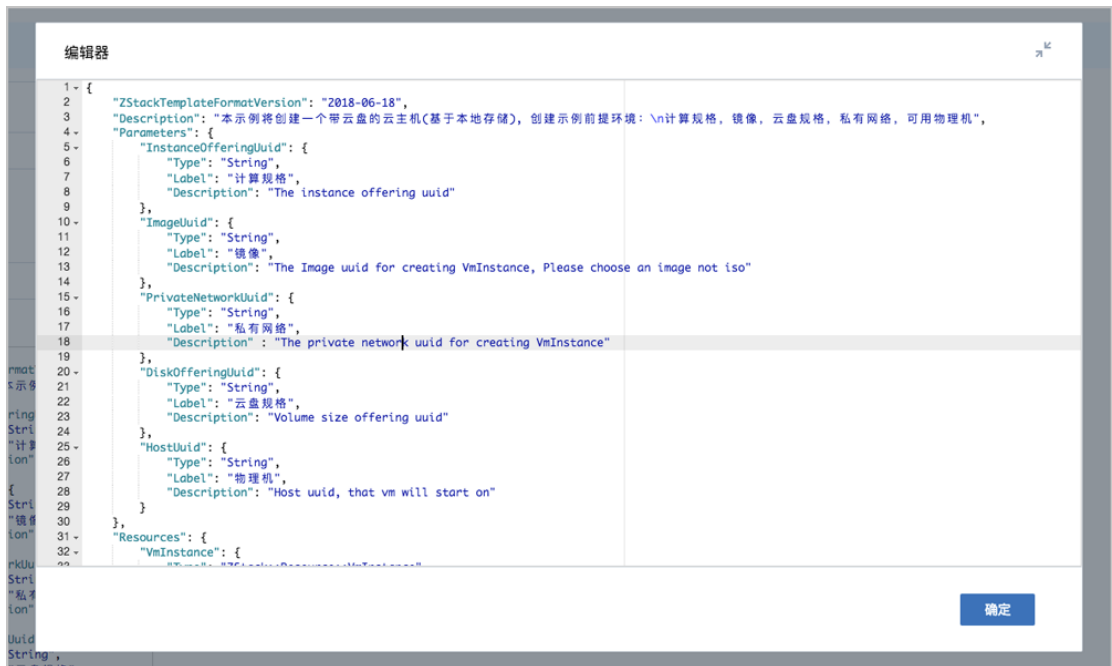 编辑器
1 {
2 "ZStackTemplateFormatVersion": "2018-06-18",
3 "Description": "本示例将创建一个带云盘的云主机(基于本地存储), 创建示例前提环境：\n计算规格, 镜像, 云盘规格, 私有网络, 可用物理机",
4 "Parameters": {
5 "InstanceOfferingUuid": {
6 "Type": "String",
7 "Label": "计算规格",
8 "Description": "The instance offering uuid"
9 },
10 "ImageUuid": {
11 "Type": "String",
12 "Label": "镜像",
13 "Description": "The Image uuid for creating VmInstance, Please choose an image not iso"
14 },
15 "PrivateNetworkUuid": {
16 "Type": "String",
17 "Label": "私有网络",
18 "Description" : "The private network uuid for creating VmInstance"
19 },
20 "DiskOfferingUuid": {
21 "Type": "String",
22 "Label": "云盘规格",
23 "Description": "Volume size offering uuid"
24 },
25 "HostUuid": {
26 "Type": "String",
27 "Label": "物理机",
28 "Description": "Host uuid, that vm will start on"
29 }
30 },
31 "Resources": {
32 "VmInstance": {
确定